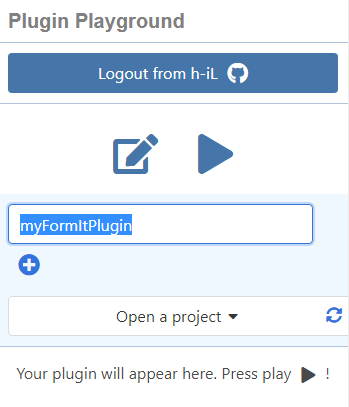 Plugin Playground
Logout from h-iL
myFormItPlugin
Open a project
Your plugin will appear here. Press play !